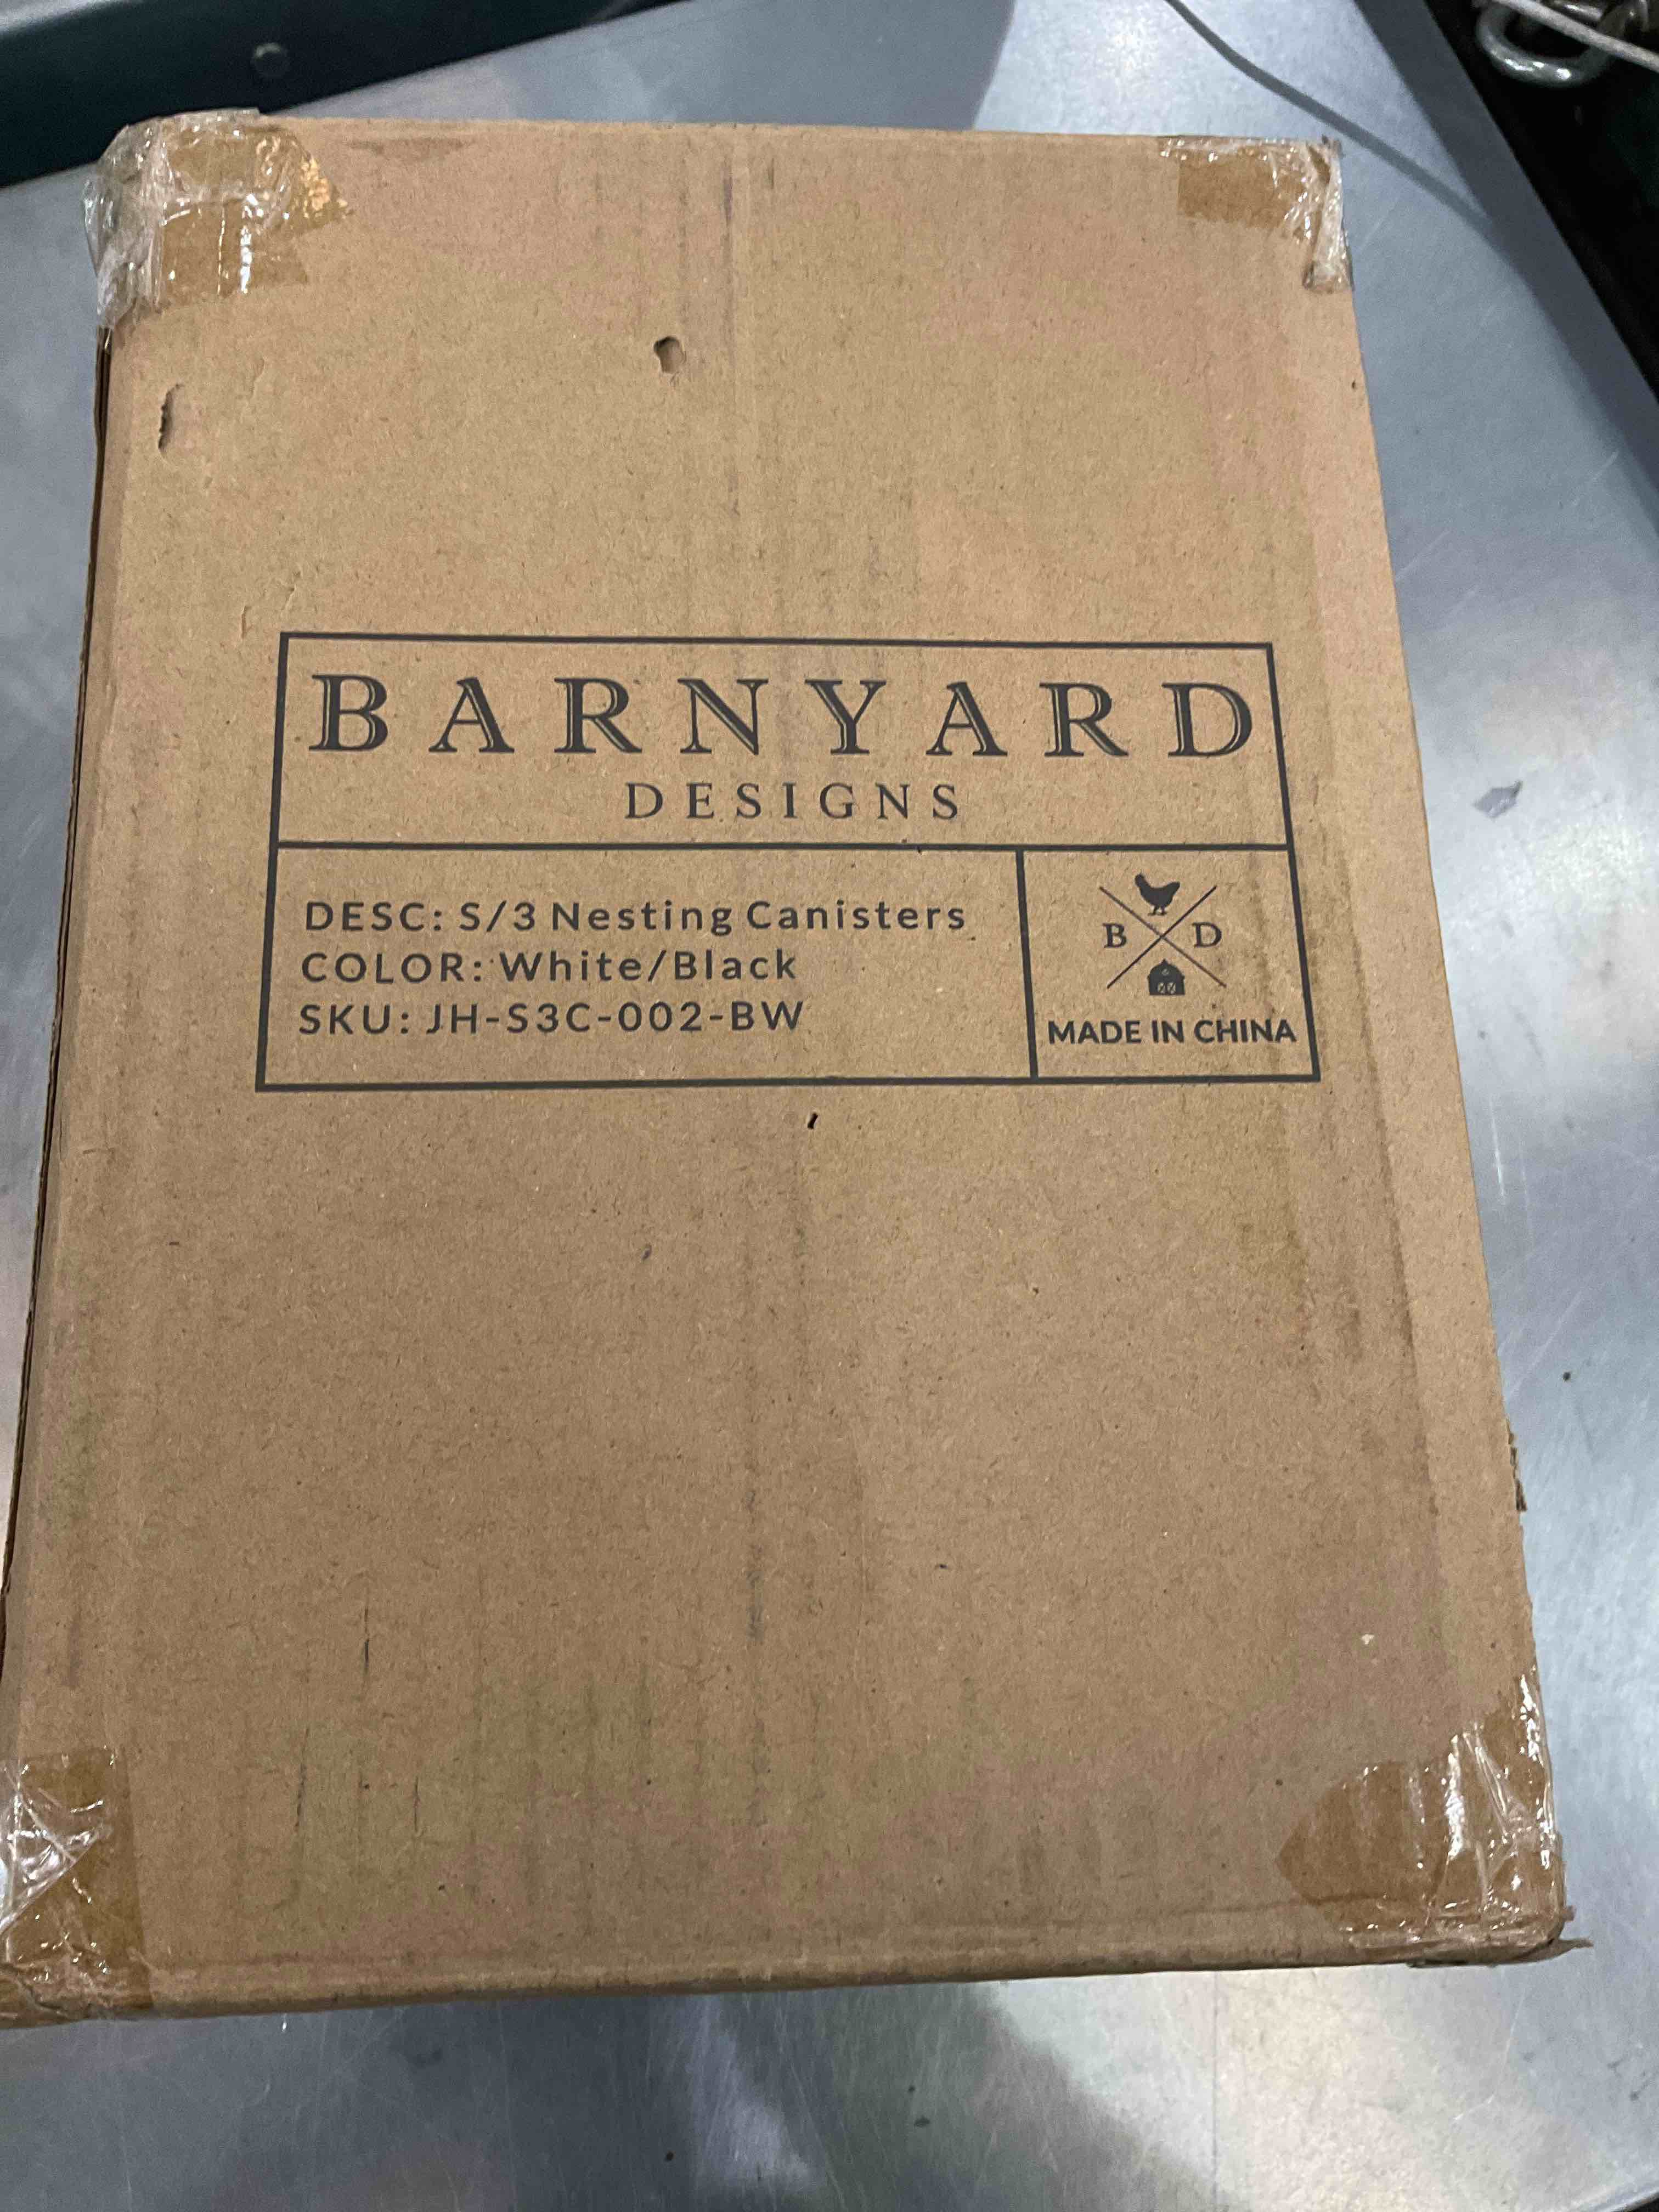 BARNYARD
DESIGNS
DESC: S/3 Nesting Canisters
COLOR: White/Black
SKU: JH-S3C-002-BW
B D
MADE IN CHINA